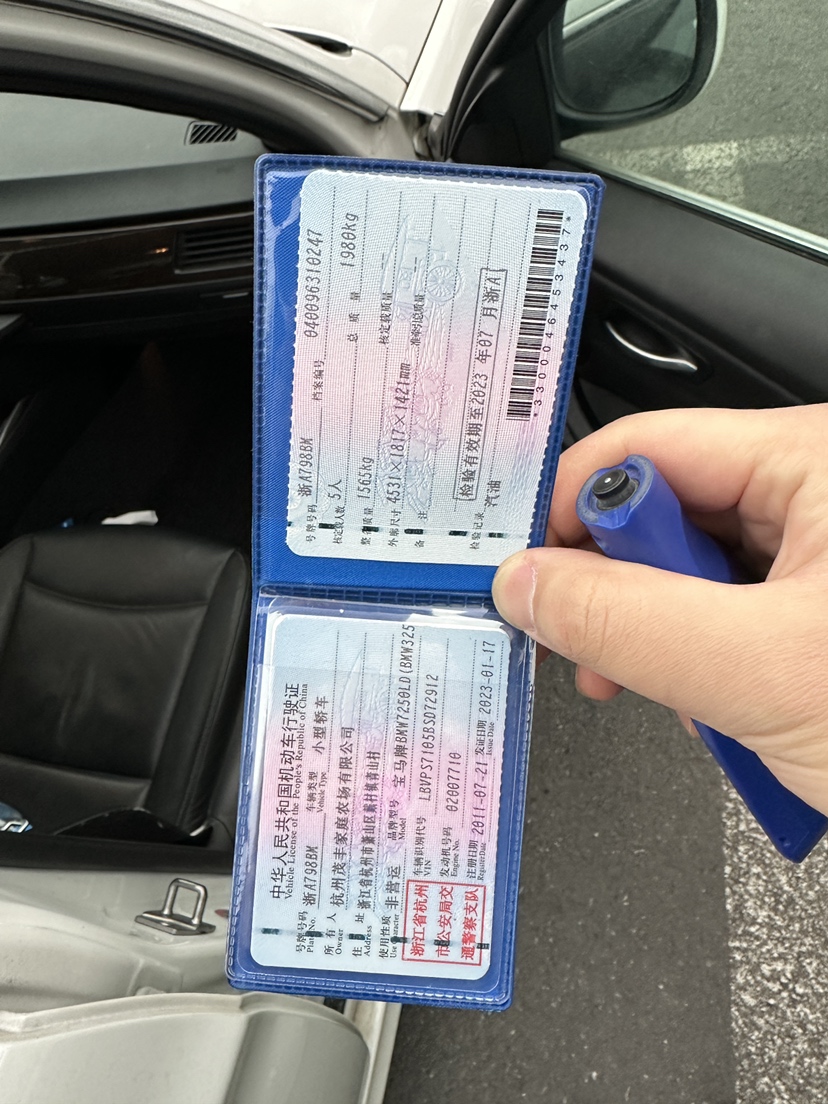 中华人民共和国机动车行驶证
Vehicle License of the People's Republic of China
号牌号码 浙A798BM 车辆类型 小型轿车
Plate No. Vehicle Type
所有人 杭州茂丰家庭农场有限公司
Owner
住址 浙江省杭州市萧山区戴村镇青山村
Address
使用性质 非营运 品牌型号 宝马牌BMW7250LD(BMW325
Use Character Model
浙江省杭州
市公安局交
通警察支队
车辆识别代号 LBVPS7105BSD72912
VIN
发动机号码 02007710
Engine No.
注册日期 2011-07-21 发证日期 2023-01-17
Register Date Issue Date
号牌号码 浙A798BM 档案编号 040096310247
核定载人数 5人 总质量 1980kg
整备质量 1565kg 核定载质量 --
外廓尺寸 4531×1817×1421mm 准牵引总质量 --
备注
检验有效期至2023年07月浙A1
检验记录 汽油
*3300004645343 7*